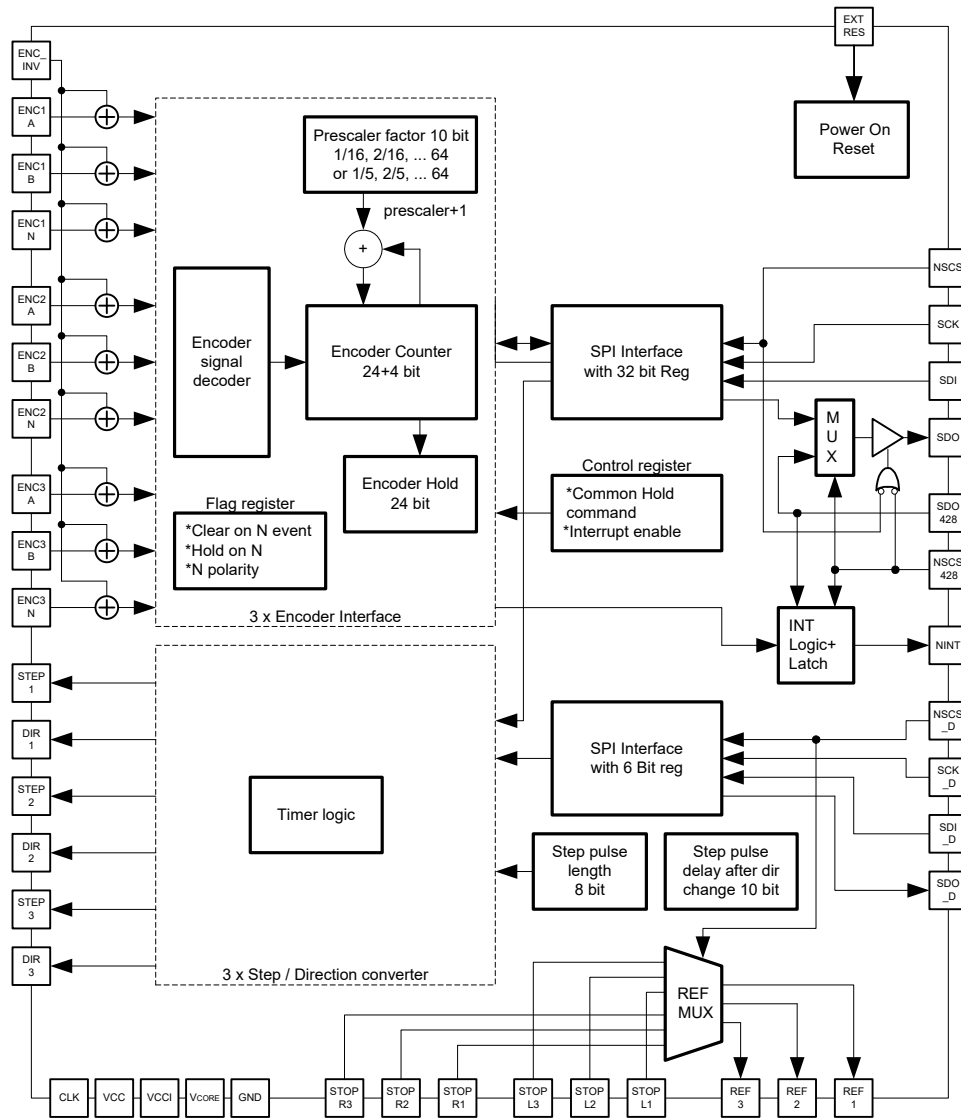 EXT
RES
ENC_
INV
ENC1
A
ENC1
B
ENC1
N
ENC2
A
ENC2
B
ENC2
N
ENC3
A
ENC3
B
ENC3
N
STEP
1
DIR
1
STEP
2
DIR
2
STEP
3
DIR
3
Prescaler factor 10 bit
1/16, 2/16, ... 64
or 1/5, 2/5, ... 64
prescaler+1
+
Encoder
signal
decoder
Encoder Counter
24+4 bit
Encoder Hold
24 bit
Flag register
*Clear on N event
*Hold on N
*N polarity
3 x Encoder Interface
Timer logic
3 x Step / Direction converter
Power On
Reset
SPI Interface
with 32 bit Reg
Control register
*Common Hold
command
*Interrupt enable
M
U
X
INT
Logic+
Latch
SPI Interface
with 6 Bit reg
Step pulse
length
8 bit
Step pulse
delay after dir
change 10 bit
REF
MUX
NSCS
SCK
SDI
SDO
SDO
428
NSCS
428
NINT
NSCS
_D
SCK
_D
SDI
_D
SDO
_D
CLK
VCC
VCCI
VCORE
GND
STOP
R3
STOP
R2
STOP
R1
STOP
L3
STOP
L2
STOP
L1
REF
3
REF
2
REF
1